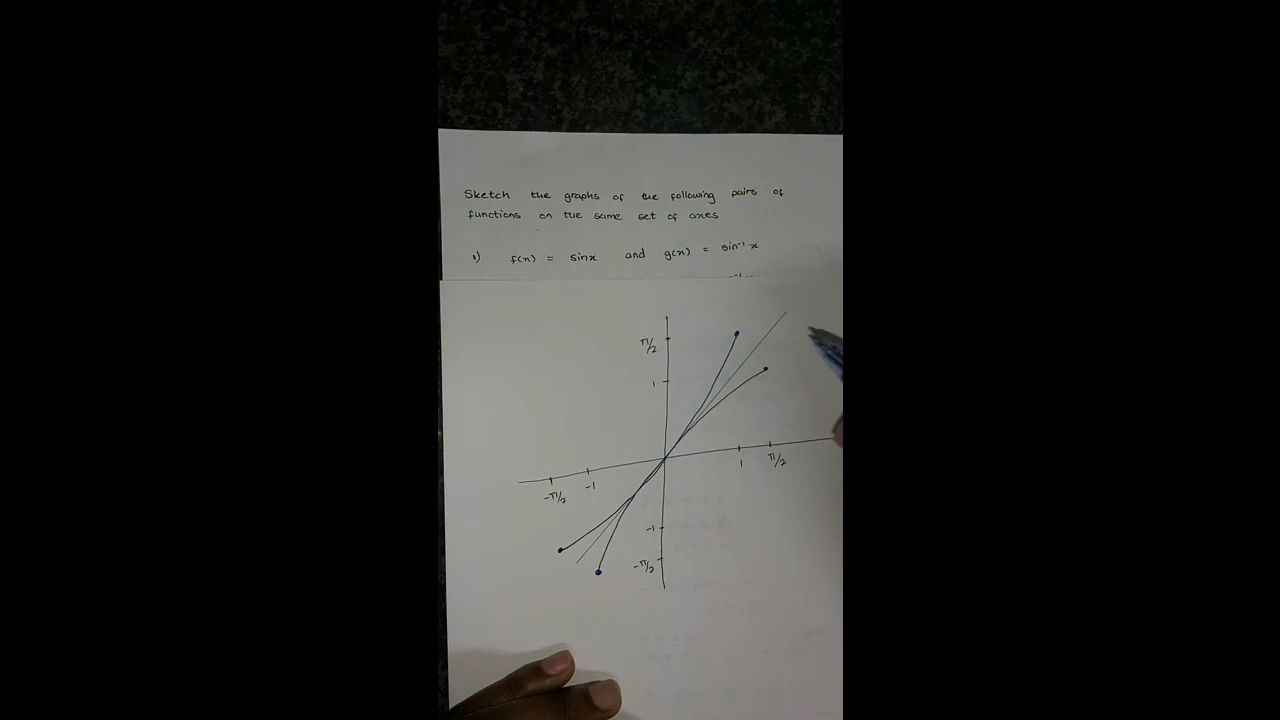 Sketch the graphs of the following pairs of
functions on the same set of axes
1) f(x) = sinx and g(x) = sin⁻¹x
π/2
1
1
π/2
-π/2
-1
-1
-π/2